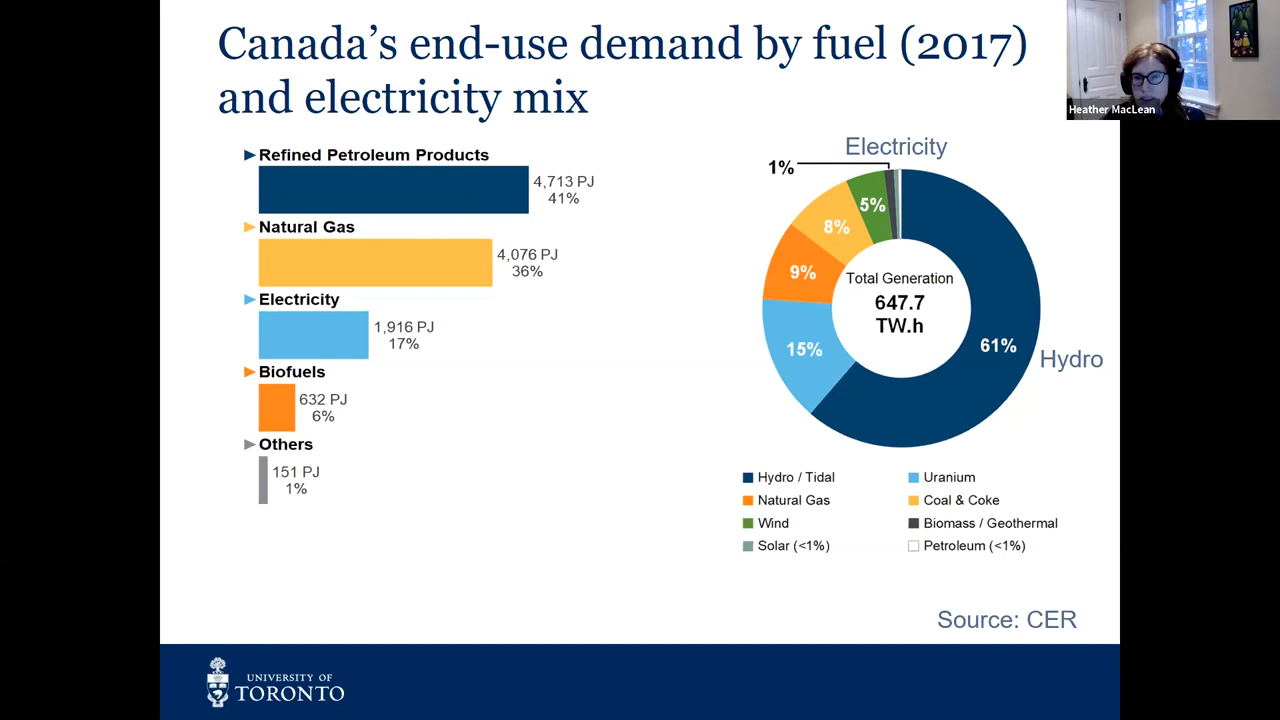 Canada's end-use demand by fuel (2017)
and electricity mix
Heather MacLean
Refined Petroleum Products
4,713 PJ
41%
Natural Gas
4,076 PJ
36%
Electricity
1,916 PJ
17%
Biofuels
632 PJ
6%
Others
151 PJ
1%
Electricity
1%
5%
8%
9%
15%
61%
Total Generation
647.7
TW.h
Hydro
Hydro / Tidal
Uranium
Natural Gas
Coal & Coke
Wind
Biomass / Geothermal
Solar (<1%)
Petroleum (<1%)
Source: CER
UNIVERSITY OF
TORONTO